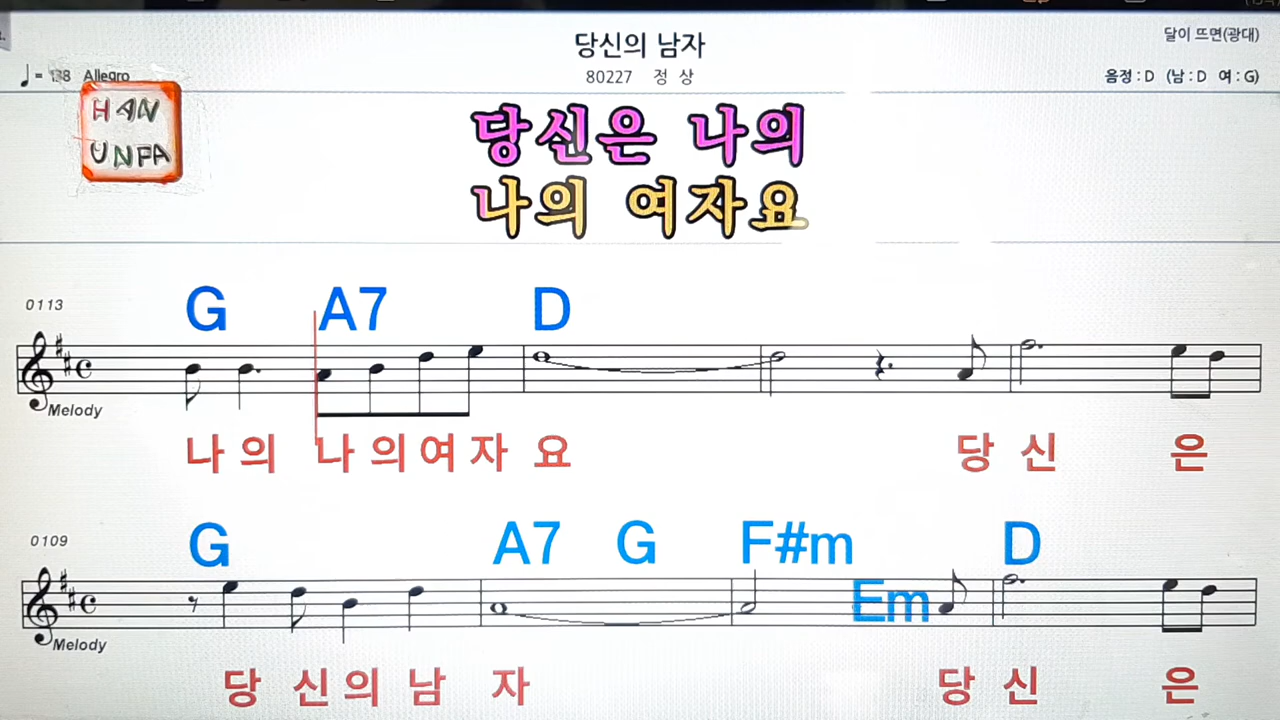 당신의 남자
달이 뜨면(광대)
♩ = 138 Allegro
80227 정 상
음정 : D (남 : D 여 : G)
HAN
UNFA
당신은 나의
나의 여자요
0113
G A7 D
Melody
나 의 나 의 여 자 요 당 신 은
0109
G A7 G F#m Em D
Melody
당 신 의 남 자 당 신 은